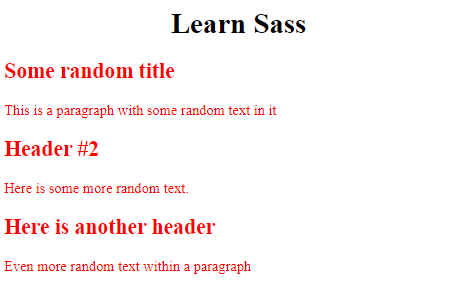 Learn Sass
Some random title
This is a paragraph with some random text in it
Header #2
Here is some more random text.
Here is another header
Even more random text within a paragraph